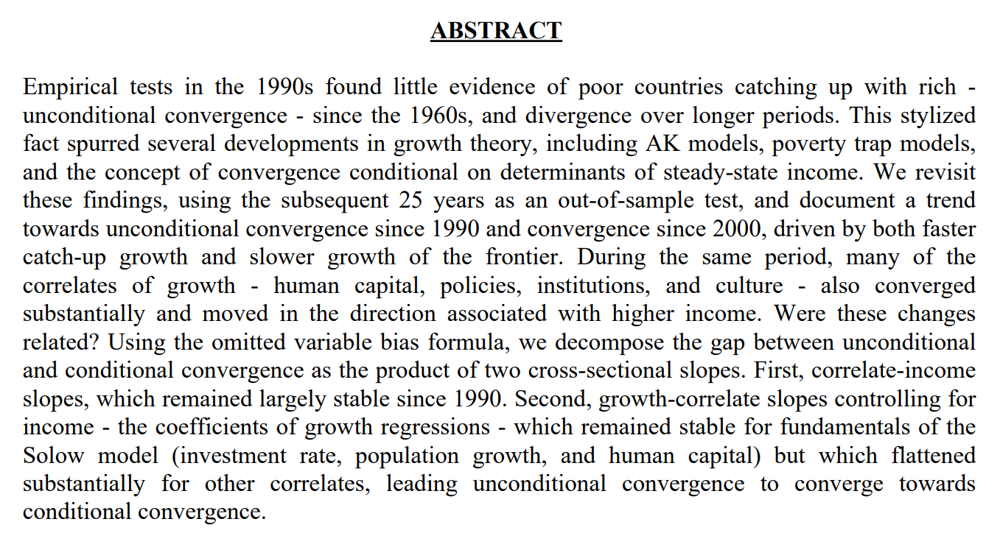 ABSTRACT
Empirical tests in the 1990s found little evidence of poor countries catching up with rich -
unconditional convergence - since the 1960s, and divergence over longer periods. This stylized
fact spurred several developments in growth theory, including AK models, poverty trap models,
and the concept of convergence conditional on determinants of steady-state income. We revisit
these findings, using the subsequent 25 years as an out-of-sample test, and document a trend
towards unconditional convergence since 1990 and convergence since 2000, driven by both faster
catch-up growth and slower growth of the frontier. During the same period, many of the
correlates of growth - human capital, policies, institutions, and culture - also converged
substantially and moved in the direction associated with higher income. Were these changes
related? Using the omitted variable bias formula, we decompose the gap between unconditional
and conditional convergence as the product of two cross-sectional slopes. First, correlate-income
slopes, which remained largely stable since 1990. Second, growth-correlate slopes controlling for
income - the coefficients of growth regressions - which remained stable for fundamentals of the
Solow model (investment rate, population growth, and human capital) but which flattened
substantially for other correlates, leading unconditional convergence to converge towards
conditional convergence.